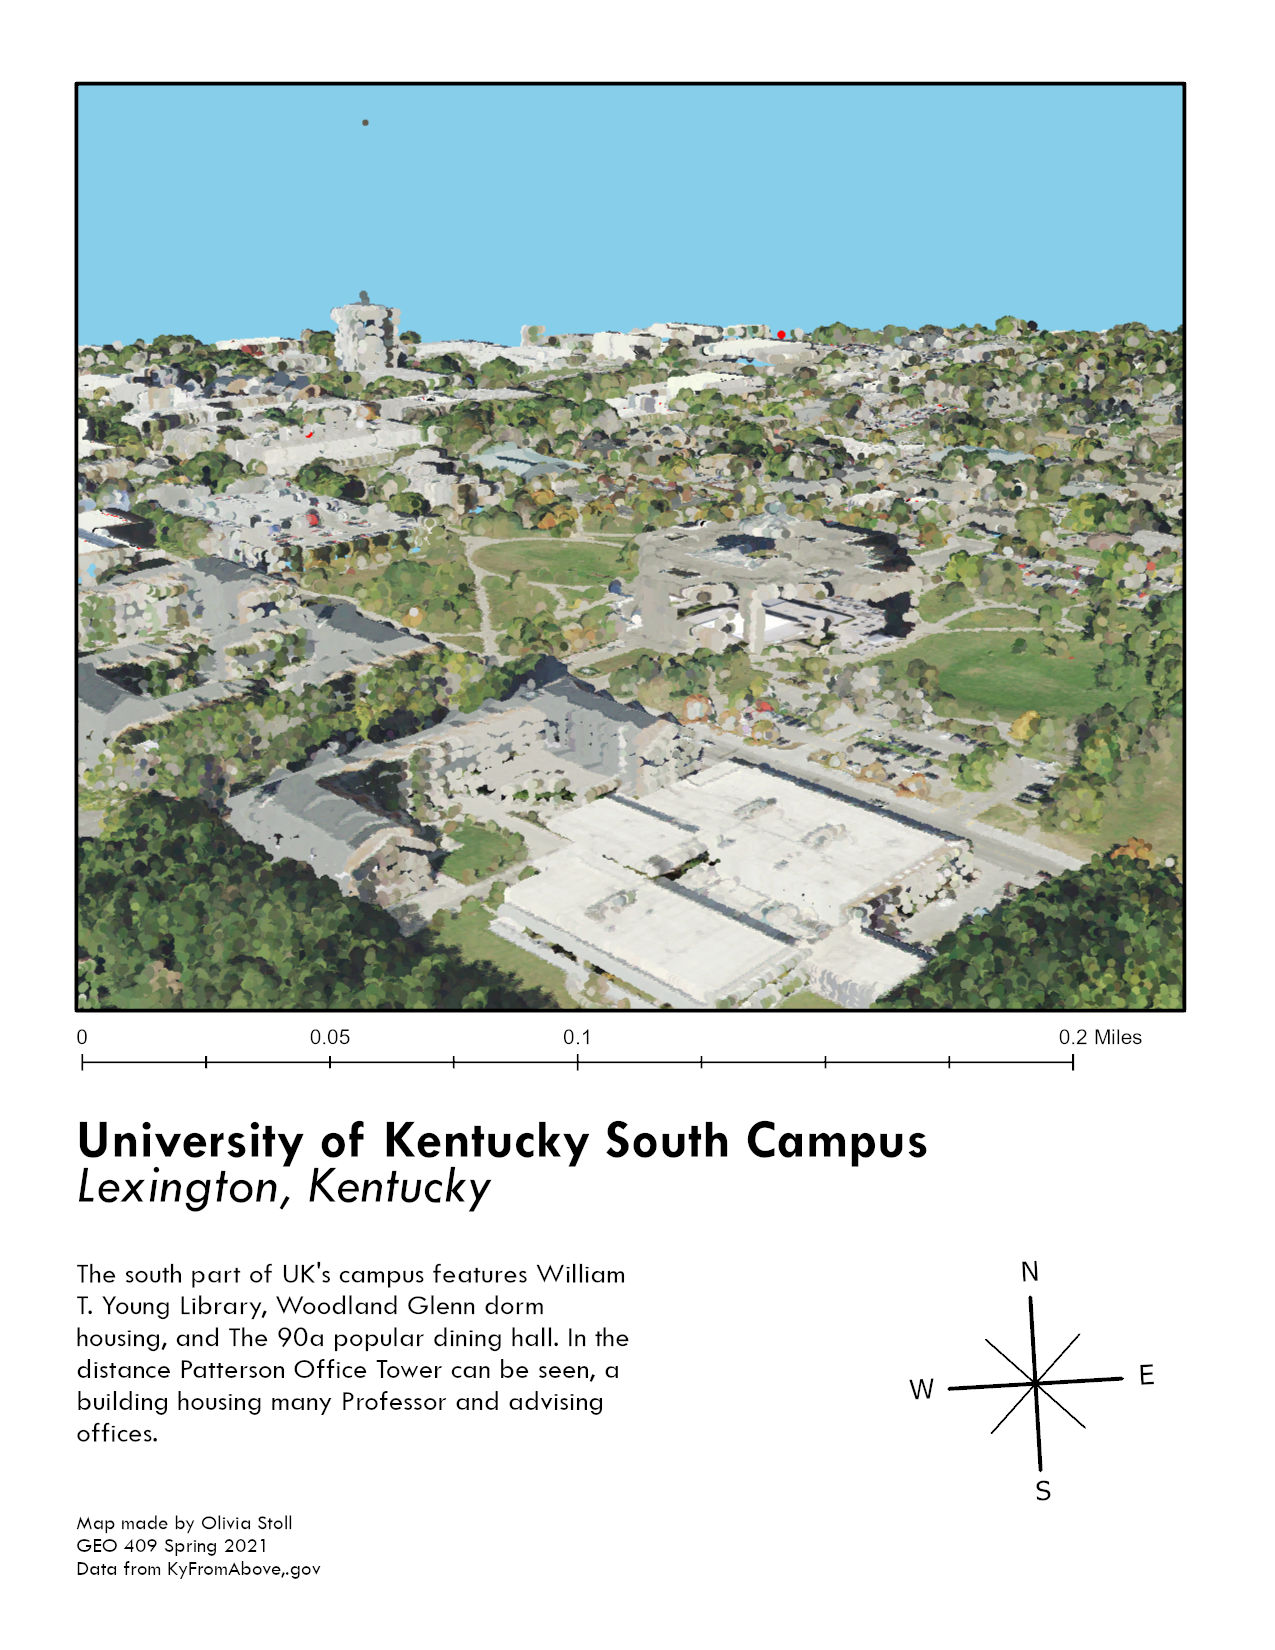 0 0.05 0.1 0.2 Miles
University of Kentucky South Campus
Lexington, Kentucky
The south part of UK's campus features William
T. Young Library, Woodland Glenn dorm
housing, and The 90a popular dining hall. In the
distance Patterson Office Tower can be seen, a
building housing many Professor and advising
offices.
N
W E
S
Map made by Olivia Stoll
GEO 409 Spring 2021
Data from KyFromAbove,.gov